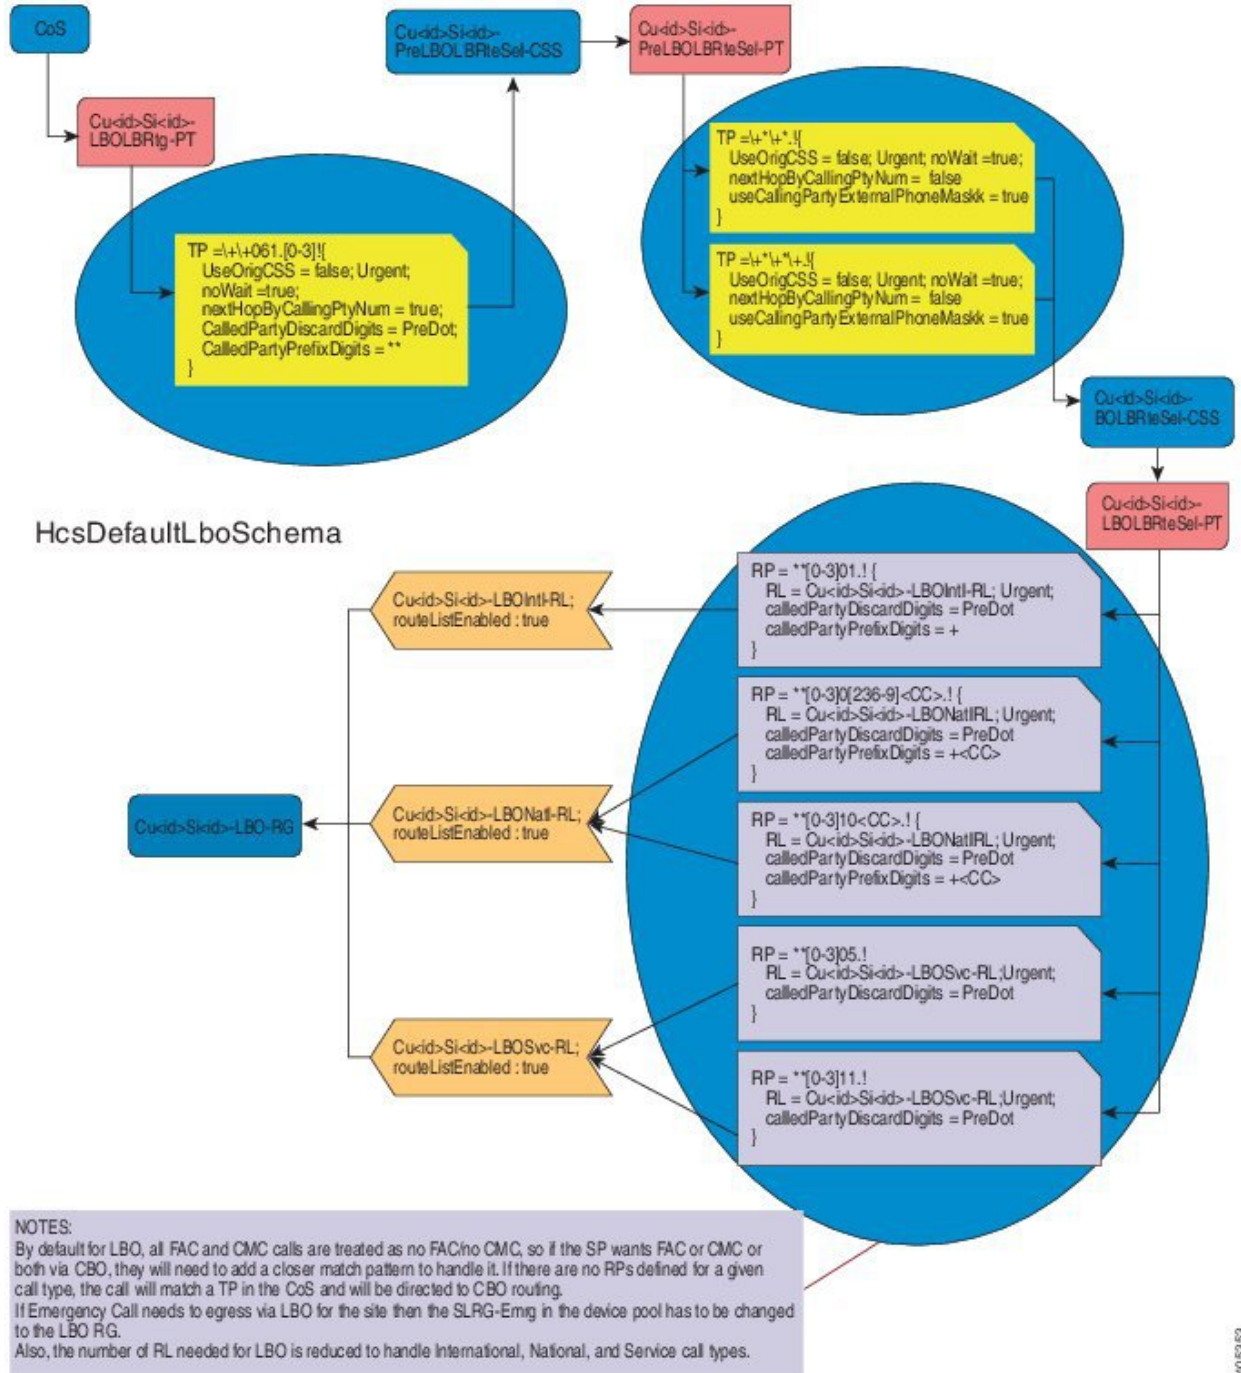 CoS
Cu<id>Si<id>-
LBOLBRtg-PT
TP =\+\+061.[0-3]!{
UseOrigCSS = false; Urgent;
noWait =true;
nextHopByCallingPtyNum = true;
CalledPartyDiscardDigits = PreDot;
CalledPartyPrefixDigits = **
}
Cu<id>Si<id>-
PreLBOLBRteSel-CSS
Cu<id>Si<id>-
PreLBOLBRteSel-PT
TP =\+*\+*.!{
UseOrigCSS = false; Urgent; noWait =true;
nextHopByCallingPtyNum = false
useCallingPartyExternalPhoneMaskk = true
}
TP =\+*\+*\+.!{
UseOrigCSS = false; Urgent; noWait =true;
nextHopByCallingPtyNum = false
useCallingPartyExternalPhoneMaskk = true
}
Cu<id>Si<id>-
BOLBRteSel-CSS
Cu<id>Si<id>-
LBOLBRteSel-PT
HcsDefaultLboSchema
RP = **[0-3]01.! {
RL = Cu<id>Si<id>-LBOIntl-RL; Urgent;
calledPartyDiscardDigits = PreDot
calledPartyPrefixDigits = +
}
RP = **[0-3]0[236-9]<CC>.! {
RL = Cu<id>Si<id>-LBONatlRL; Urgent;
calledPartyDiscardDigits = PreDot
calledPartyPrefixDigits = +<CC>
}
RP = **[0-3]10<CC>.! {
RL = Cu<id>Si<id>-LBONatlRL; Urgent;
calledPartyDiscardDigits = PreDot
calledPartyPrefixDigits = +<CC>
}
RP = **[0-3]05.!
RL = Cu<id>Si<id>-LBOSvc-RL;Urgent;
calledPartyDiscardDigits = PreDot
}
RP = **[0-3]11.!
RL = Cu<id>Si<id>-LBOSvc-RL;Urgent;
calledPartyDiscardDigits = PreDot
}
Cu<id>Si<id>-LBOIntl-RL;
routeListEnabled : true
Cu<id>Si<id>-LBONatl-RL;
routeListEnabled : true
Cu<id>Si<id>-LBOSvc-RL;
routeListEnabled : true
Cu<id>Si<id>-LBO-RG
NOTES:
By default for LBO, all FAC and CMC calls are treated as no FAC/no CMC, so if the SP wants FAC or CMC or
both via CBO, they will need to add a closer match pattern to handle it. If there are no RPs defined for a given
call type, the call will match a TP in the CoS and will be directed to CBO routing.
If Emergency Call needs to egress via LBO for the site then the SLRG-Emrg in the device pool has to be changed
to the LBO RG.
Also, the number of RL needed for LBO is reduced to handle International, National, and Service call types.